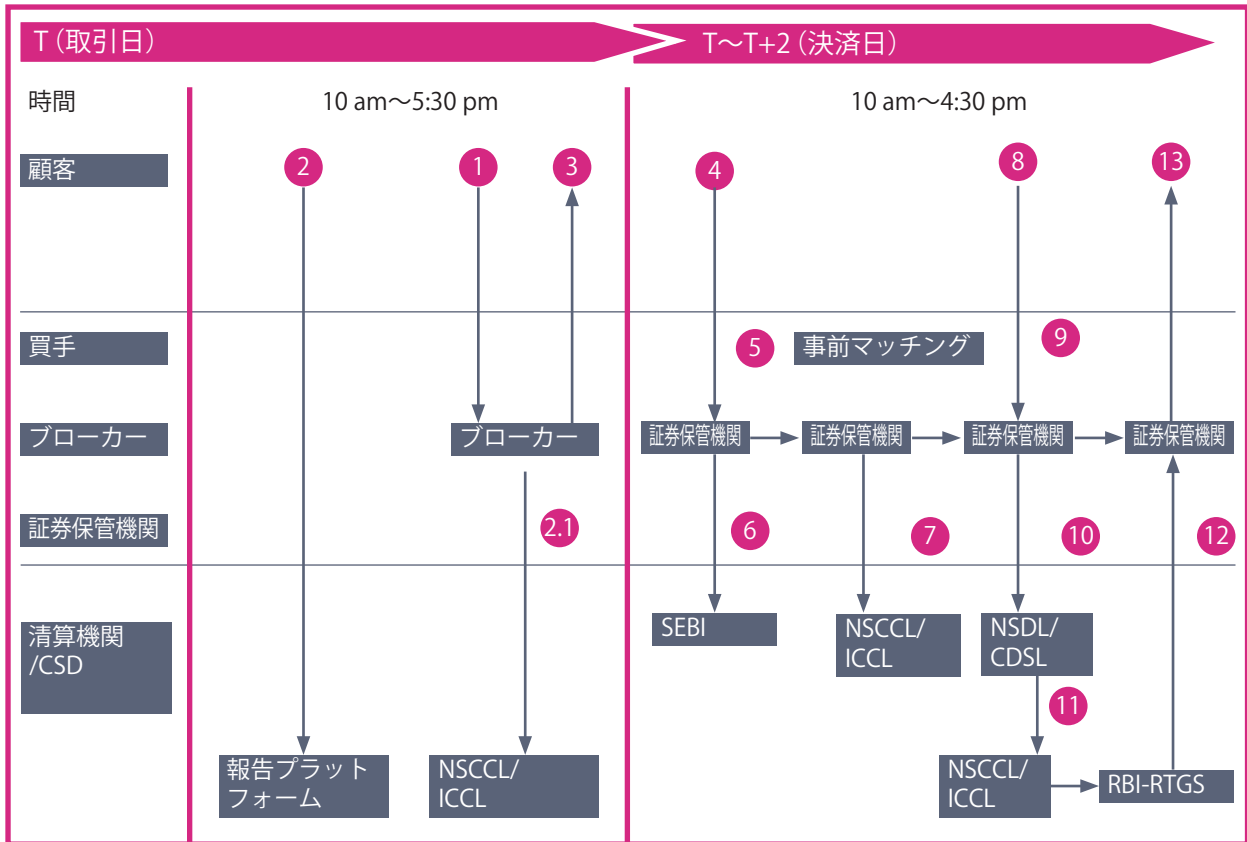 T（取引日）
T〜T+2（決済日）
時間
10 am〜5:30 pm
10 am〜4:30 pm
顧客
2
1
3
4
8
13
買手
5
事前マッチング
9
ブローカー
ブローカー
証券保管機関
証券保管機関
証券保管機関
証券保管機関
証券保管機関
2.1
6
7
10
12
清算機関
/CSD
SEBI
NSCCL/
ICCL
NSDL/
CDSL
11
報告プラット
フォーム
NSCCL/
ICCL
NSCCL/
ICCL
RBI-RTGS